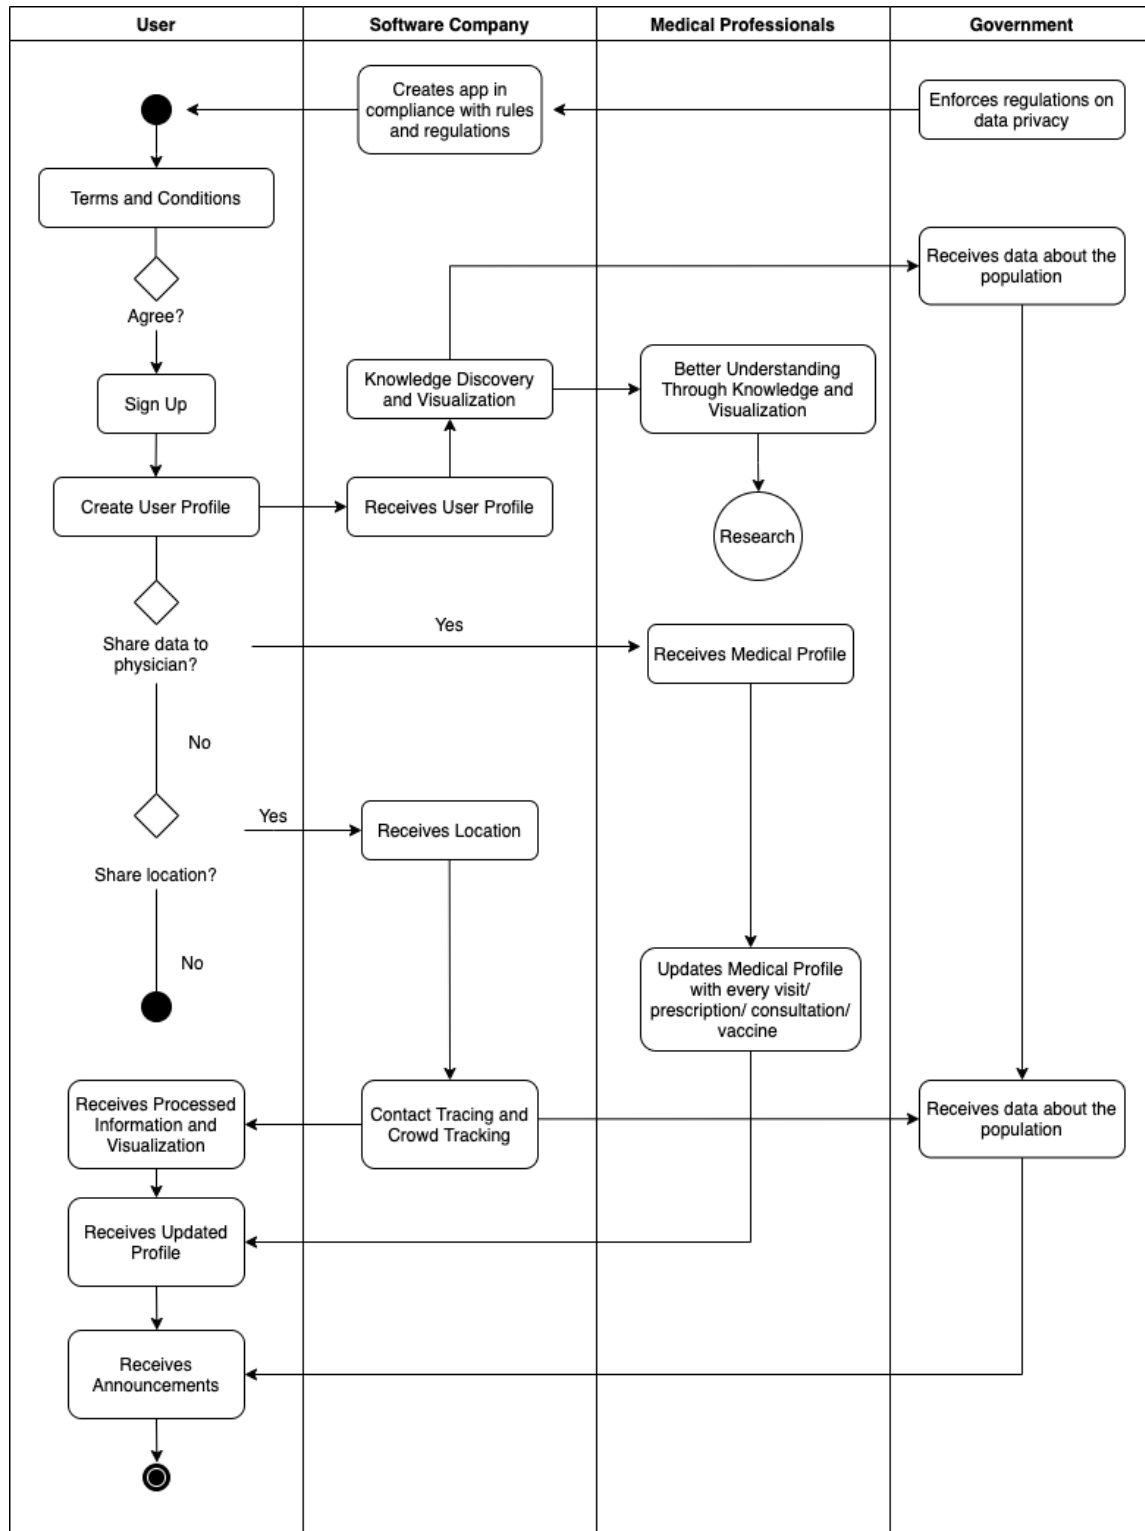 User
Software Company
Medical Professionals
Government
Creates app in
compliance with rules
and regulations
Enforces regulations on
data privacy
Terms and Conditions
Agree?
Receives data about the
population
Sign Up
Knowledge Discovery
and Visualization
Better Understanding
Through Knowledge and
Visualization
Create User Profile
Receives User Profile
Research
Share data to
physician?
Yes
Receives Medical Profile
No
Yes
Receives Location
Share location?
No
Updates Medical Profile
with every visit/
prescription/ consultation/
vaccine
Receives Processed
Information and
Visualization
Contact Tracing and
Crowd Tracking
Receives data about the
population
Receives Updated
Profile
Receives
Announcements